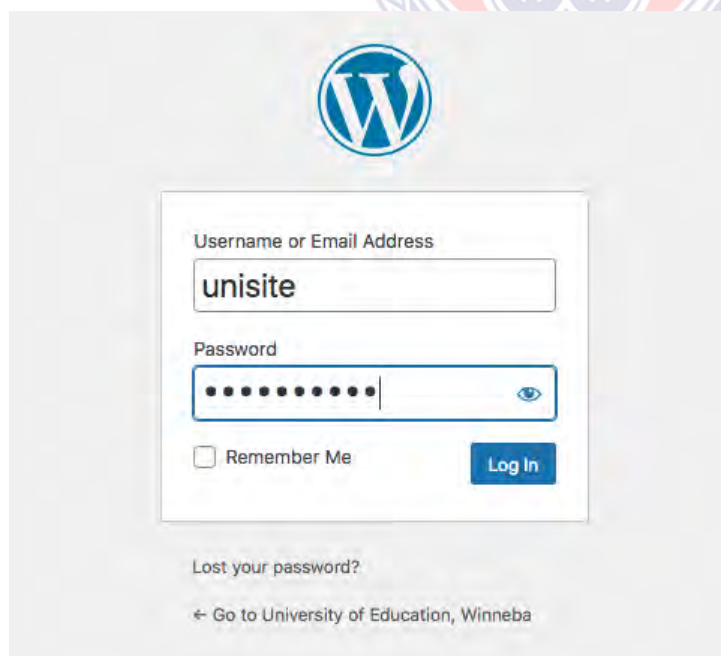 Username or Email Address
unisite
Password
Remember Me
Log In
Lost your password?
← Go to University of Education, Winneba